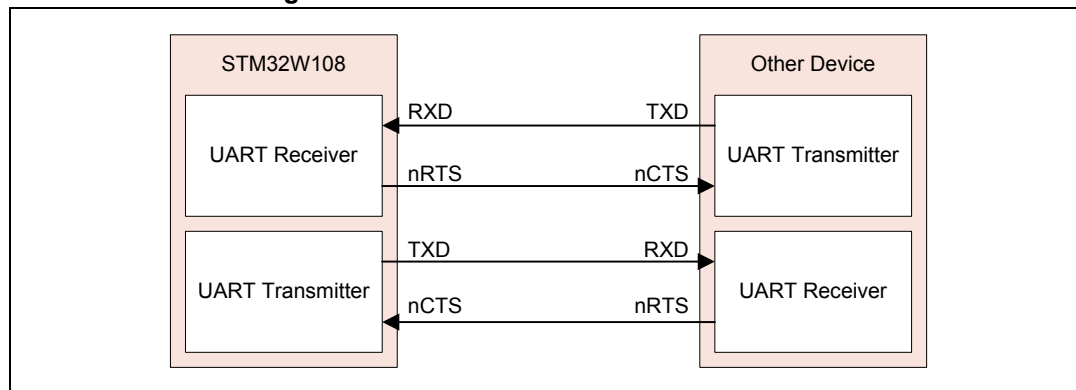 STM32W108
Other Device
RXD
TXD
UART Receiver
UART Transmitter
nRTS
nCTS
TXD
RXD
UART Transmitter
UART Receiver
nCTS
nRTS